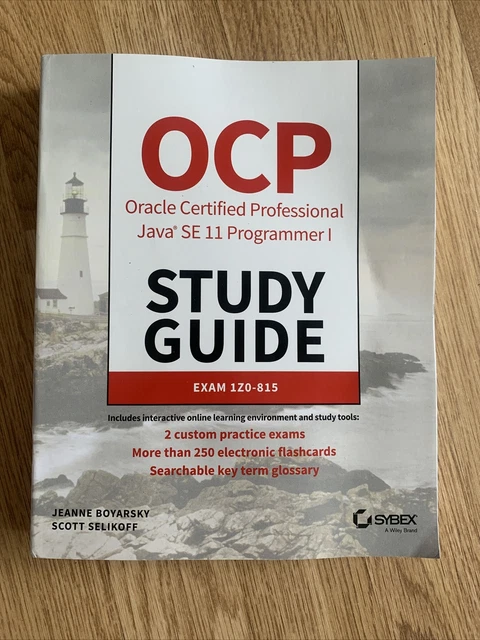 OCP
Oracle Certified Professional
Java® SE 11 Programmer I
STUDY
GUIDE
EXAM 1Z0-815
Includes interactive online learning environment and study tools:
2 custom practice exams
More than 250 electronic flashcards
Searchable key term glossary
JEANNE BOYARSKY
SCOTT SELIKOFF
SYBEX
A Wiley Brand